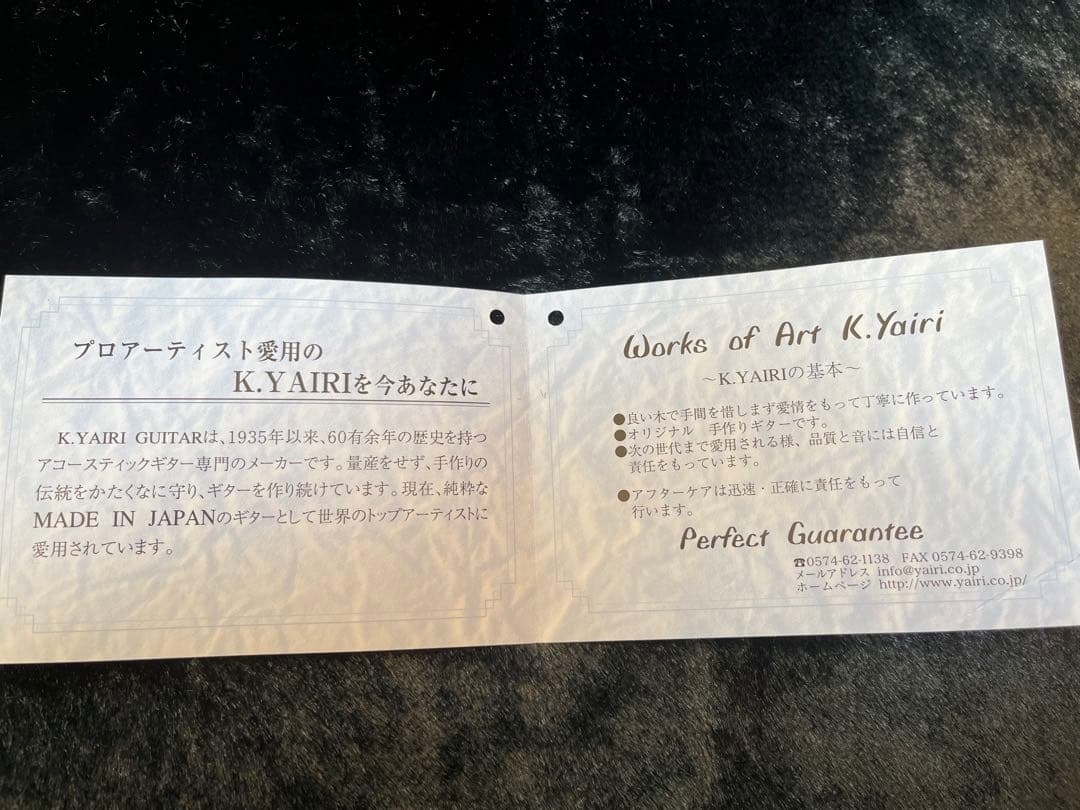 プロアーティスト愛用の
K.YAIRIを今あなたに
K.YAIRI GUITARは、1935年以来、60有余年の歴史を持つ
アコースティックギター専門のメーカーです。量産をせず、手作りの
伝統をかたくなに守り、ギターを作り続けています。現在、純粋な
MADE IN JAPANのギターとして世界のトップアーティストに
愛用されています。
Works of Art K.Yairi
～K.YAIRIの基本～
●良い木で手間を惜しまず愛情をもって丁寧に作っています。
●オリジナル 手作りギターです。
●次の世代まで愛用される様、品質と音には自信と
責任をもっています。
●アフターケアは迅速・正確に責任をもって
行います。
Perfect Guarantee
☎0574-62-1138 FAX 0574-62-9398
メールアドレス info@yairi.co.jp
ホームページ http://www.yairi.co.jp/